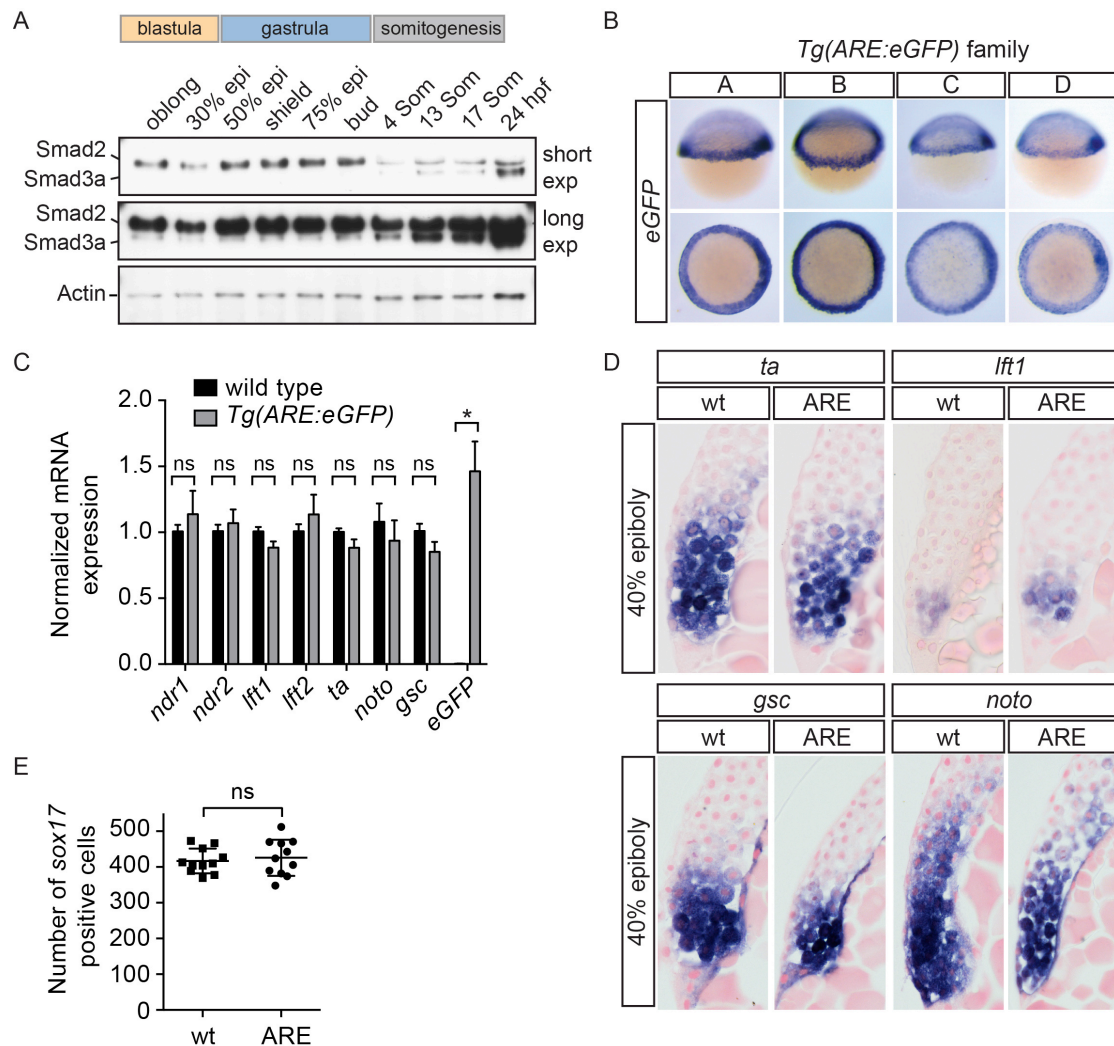 A
blastula gastrula somitogenesis
oblong 30% epi 50% epi shield 75% epi bud 4 Som 13 Som 17 Som 24 hpf
Smad2
Smad3a
short
exp
Smad2
Smad3a
long
exp
Actin
B
Tg(ARE:eGFP) family
A B C D
eGFP
C
wild type
Tg(ARE:eGFP)
Normalized mRNA
expression
2.0
1.5
1.0
0.5
0.0
ns ns ns ns ns ns ns *
ndr1 ndr2 lft1 lft2 ta noto gsc eGFP
D
ta lft1
wt ARE wt ARE
40% epiboly
gsc noto
wt ARE wt ARE
40% epiboly
E
ns
Number of sox17
positive cells
500
400
300
200
100
0
wt ARE